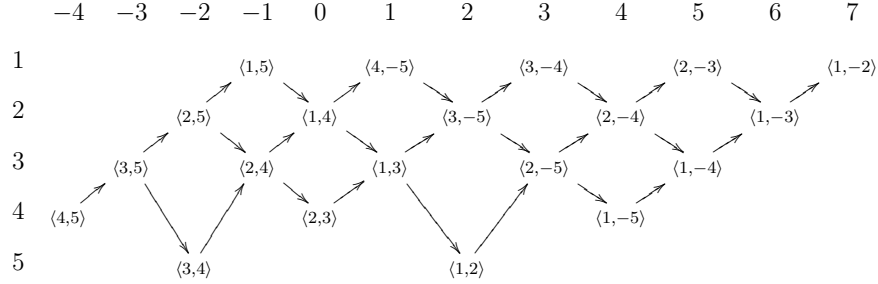 −4 −3 −2 −1 0 1 2 3 4 5 6 7
1 ⟨1,5⟩ ⟨4,−5⟩ ⟨3,−4⟩ ⟨2,−3⟩ ⟨1,−2⟩
2 ⟨2,5⟩ ⟨1,4⟩ ⟨3,−5⟩ ⟨2,−4⟩ ⟨1,−3⟩
3 ⟨3,5⟩ ⟨2,4⟩ ⟨1,3⟩ ⟨2,−5⟩ ⟨1,−4⟩
4 ⟨4,5⟩ ⟨2,3⟩ ⟨1,−5⟩
5 ⟨3,4⟩ ⟨1,2⟩